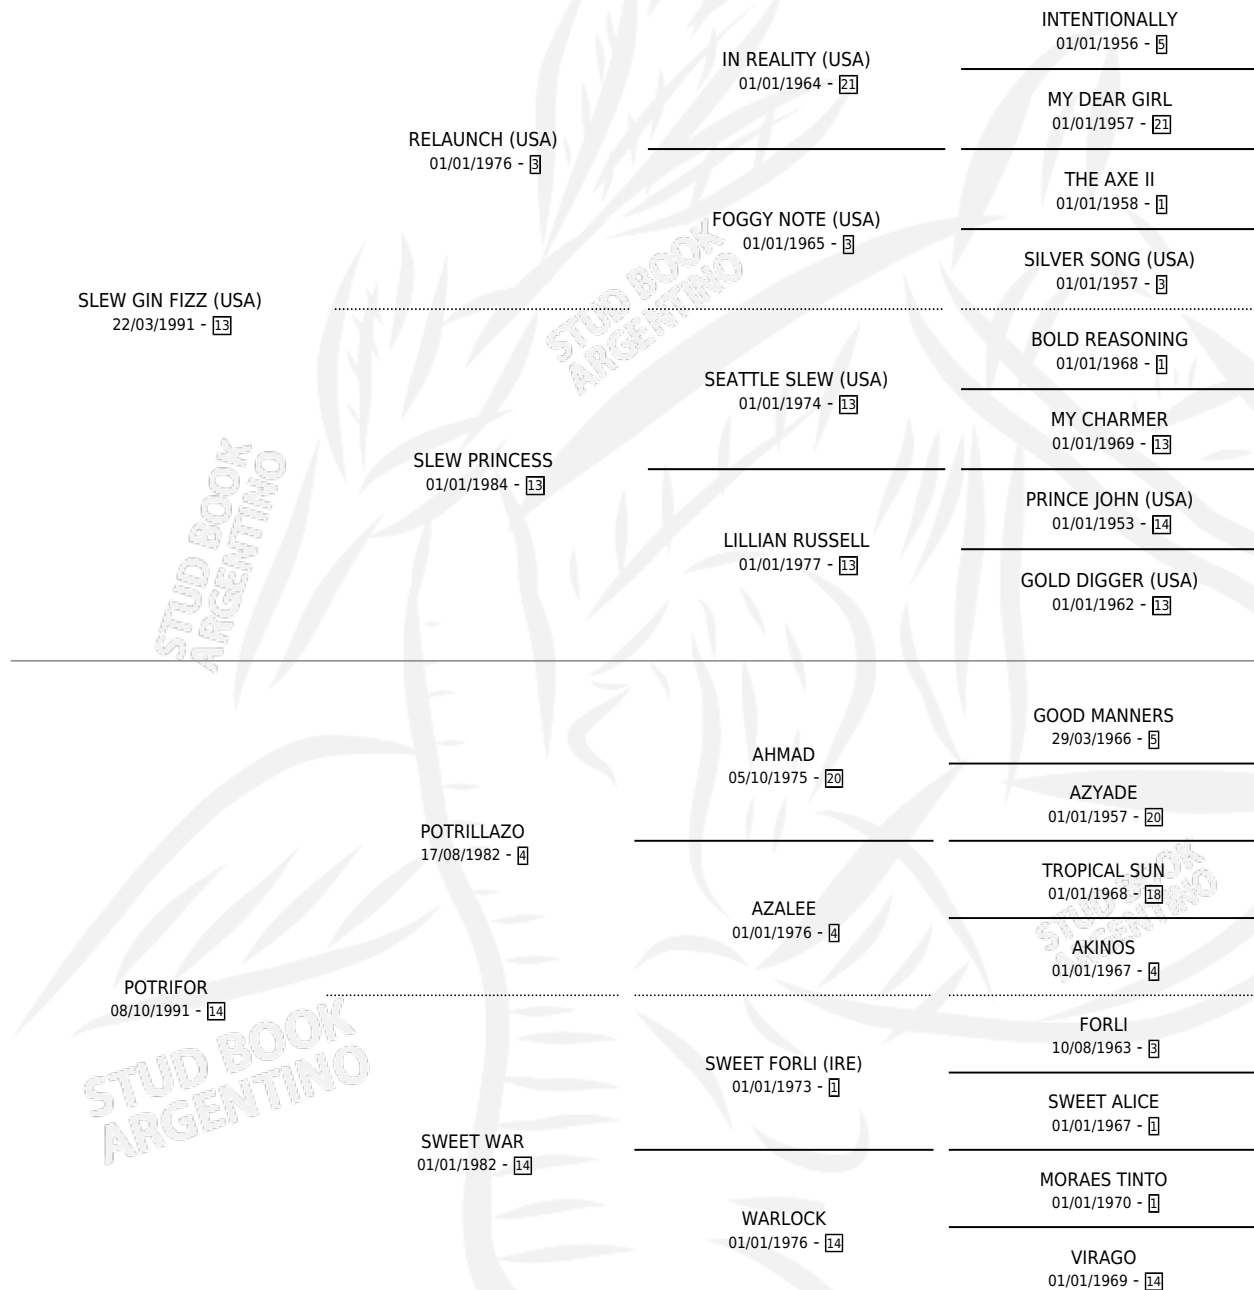 INTENTIONALLY
01/01/1956 - 5
IN REALITY (USA)
01/01/1964 - 21
MY DEAR GIRL
01/01/1957 - 21
RELAUNCH (USA)
01/01/1976 - 3
THE AXE II
01/01/1958 - 1
FOGGY NOTE (USA)
01/01/1965 - 3
SILVER SONG (USA)
01/01/1957 - 3
SLEW GIN FIZZ (USA)
22/03/1991 - 13
BOLD REASONING
01/01/1968 - 1
SEATTLE SLEW (USA)
01/01/1974 - 13
MY CHARMER
01/01/1969 - 13
SLEW PRINCESS
01/01/1984 - 13
PRINCE JOHN (USA)
01/01/1953 - 14
LILLIAN RUSSELL
01/01/1977 - 13
GOLD DIGGER (USA)
01/01/1962 - 13
GOOD MANNERS
29/03/1966 - 5
AHMAD
05/10/1975 - 20
AZYADE
01/01/1957 - 20
POTRILLAZO
17/08/1982 - 4
TROPICAL SUN
01/01/1968 - 18
AZALEE
01/01/1976 - 4
AKINOS
01/01/1967 - 4
POTRIFOR
08/10/1991 - 14
FORLI
10/08/1963 - 3
SWEET FORLI (IRE)
01/01/1973 - 1
SWEET ALICE
01/01/1967 - 1
SWEET WAR
01/01/1982 - 14
MORAES TINTO
01/01/1970 - 1
WARLOCK
01/01/1976 - 14
VIRAGO
01/01/1969 - 14
STUD BOOK
ARGENTINO
STUD BOOK
ARGENTINO
STUD BOOK
ARGENTINO
STUD BOOK
ARGENTINO